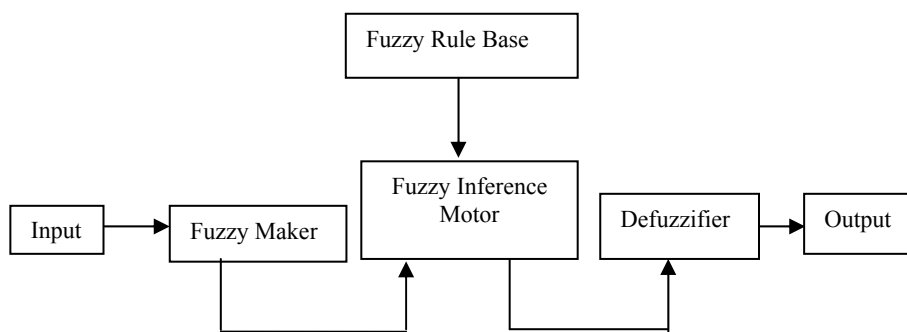 Fuzzy Rule Base
Fuzzy Inference
Motor
Input
Fuzzy Maker
Defuzzifier
Output